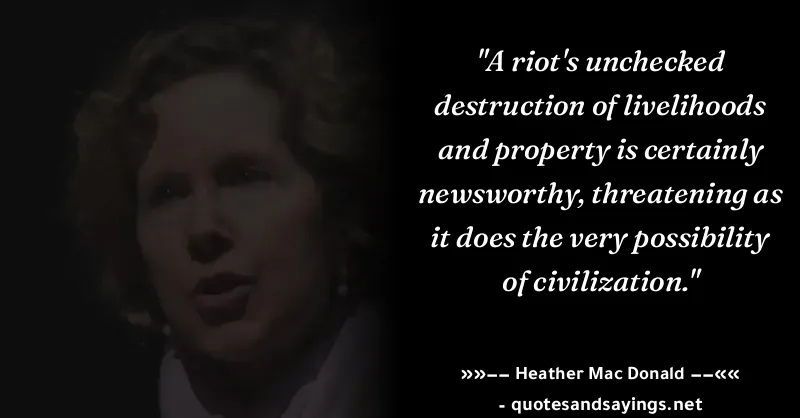 "A riot's unchecked
destruction of livelihoods
and property is certainly
newsworthy, threatening as
it does the very possibility
of civilization."
»»–– Heather Mac Donald ––««
- quotesandsayings.net